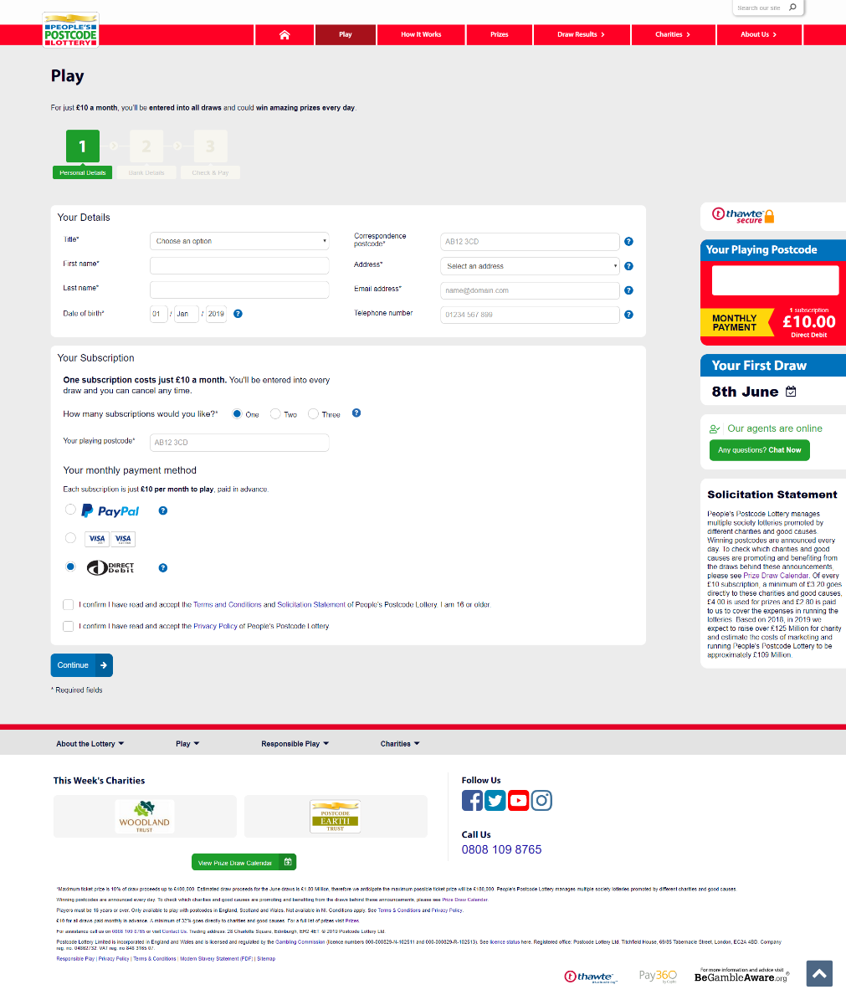 Search our site
PEOPLE'S
POSTCODE
LOTTERY
Play
How It Works
Prizes
Draw Results
Charities
About Us
Play
For just £10 a month, you'll be entered into all draws and could win amazing prizes every day.
1
2
3
Personal Details
Bank Details
Check & Pay
Your Details
Title*
Choose an option
First name*
Last name*
Date of birth*
01 / Jan / 2019 ?
Correspondence
postcode*
AB12 3CD ?
Address*
Select an address ?
Email address*
name@domain.com ?
Telephone number
01234 567 899 ?
Your Subscription
One subscription costs just £10 a month. You'll be entered into every
draw and you can cancel any time.
How many subscriptions would you like?* One Two Three ?
Your playing postcode* AB12 3CD
Your monthly payment method
Each subscription is just £10 per month to play, paid in advance.
PayPal ?
VISA VISA
DIRECT
Debit ?
I confirm I have read and accept the Terms and Conditions and Solicitation Statement of People's Postcode Lottery. I am 16 or older.
I confirm I have read and accept the Privacy Policy of People's Postcode Lottery
Continue
* Required fields
thawte
secure
Your Playing Postcode
MONTHLY
PAYMENT
1 subscription
£10.00
Direct Debit
Your First Draw
8th June
Our agents are online
Any questions? Chat Now
Solicitation Statement
People's Postcode Lottery manages
multiple society lotteries promoted by
different charities and good causes.
Winning postcodes are announced every
day. To check which charities and good
causes are promoting and benefiting from
the draws behind these announcements,
please see Prize Draw Calendar. Of every
£10 subscription, a minimum of £3.20 goes
directly to these charities and good causes,
£4.00 is used for prizes and £2.80 is paid
to us to cover the expenses in running the
lotteries. Based on 2018, in 2019 we
expect to raise over £125 Million for charity
and estimate the costs of marketing and
running People's Postcode Lottery to be
approximately £109 Million.
About the Lottery
Play
Responsible Play
Charities
This Week's Charities
WOODLAND
TRUST
POSTCODE
EARTH
TRUST
View Prize Draw Calendar
Follow Us
Call Us
0808 109 8765
*Maximum ticket prize is 10% of draw proceeds up to £400,000. Estimated draw proceeds for the June draws is £1.80 Million, therefore we anticipate the maximum possible ticket prize will be £180,000. People's Postcode Lottery manages multiple society lotteries promoted by different charities and good causes.
Winning postcodes are announced every day. To check which charities and good causes are promoting and benefiting from the draws behind these announcements, please see Prize Draw Calendar.
Players must be 16 years or over. Only available to play with postcodes in England, Scotland and Wales. Not available in NI. Conditions apply. See Terms & Conditions and Privacy Policy.
£10 for all draws paid monthly in advance. A minimum of 32% goes directly to charities and good causes. For a full list of prizes visit Prizes
For assistance call us on 0808 109 8765 or visit Contact Us. Trading address: 28 Charlotte Square, Edinburgh, EH2 4ET. © 2019 Postcode Lottery Ltd.
Postcode Lottery Limited is incorporated in England and Wales and is licensed and regulated by the Gambling Commission (licence numbers 000-000829-N-102511 and 000-000829-R-102513). See licence status here. Registered office: Postcode Lottery Ltd, Titchfield House, 69/85 Tabernacle Street, London, EC2A 4BD. Company
reg. no. 04862732. VAT reg. no 848 3165 07.
Responsible Play | Privacy Policy | Terms & Conditions | Modern Slavery Statement (PDF) | Sitemap
thawte
Pay360
by Capita
For more information and advice visit
BeGambleAware.org®